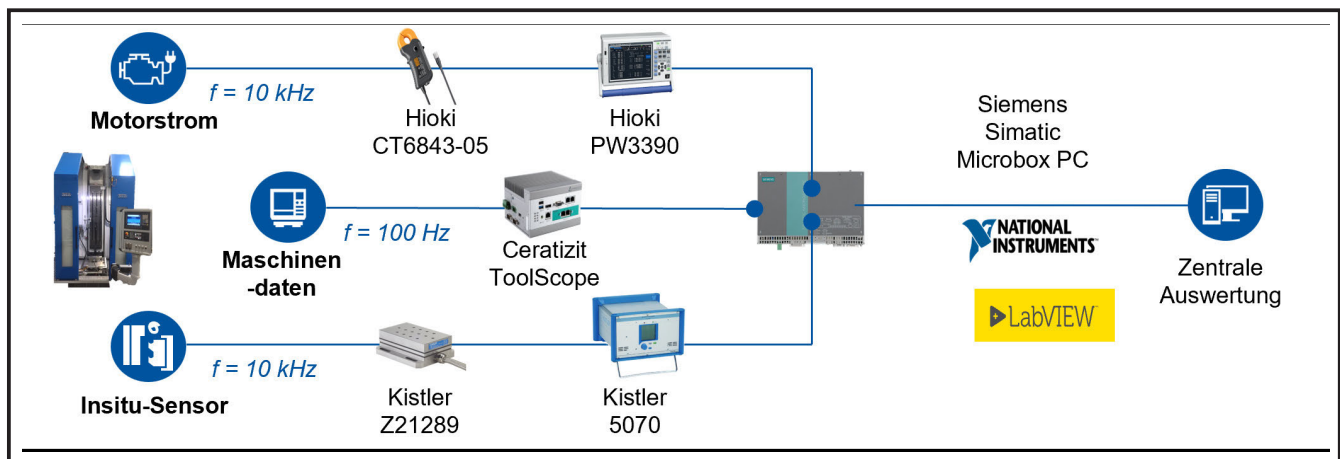 Motorstrom
f = 10 kHz
Hioki
CT6843-05
Hioki
PW3390
Maschinen
-daten
f = 100 Hz
Ceratizit
ToolScope
Insitu-Sensor
f = 10 kHz
Kistler
Z21289
Kistler
5070
Siemens
Simatic
Microbox PC
NATIONAL
INSTRUMENTS
LabVIEW
Zentrale
Auswertung